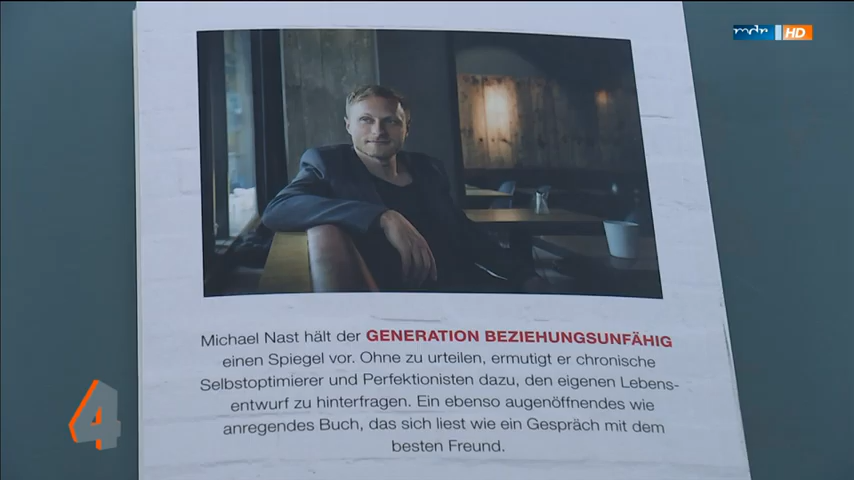 mdr HD
Michael Nast hält der GENERATION BEZIEHUNGSUNFÄHIG
einen Spiegel vor. Ohne zu urteilen, ermutigt er chronische
Selbstoptimierer und Perfektionisten dazu, den eigenen Lebens-
entwurf zu hinterfragen. Ein ebenso augenöffnendes wie
anregendes Buch, das sich liest wie ein Gespräch mit dem
besten Freund.
4